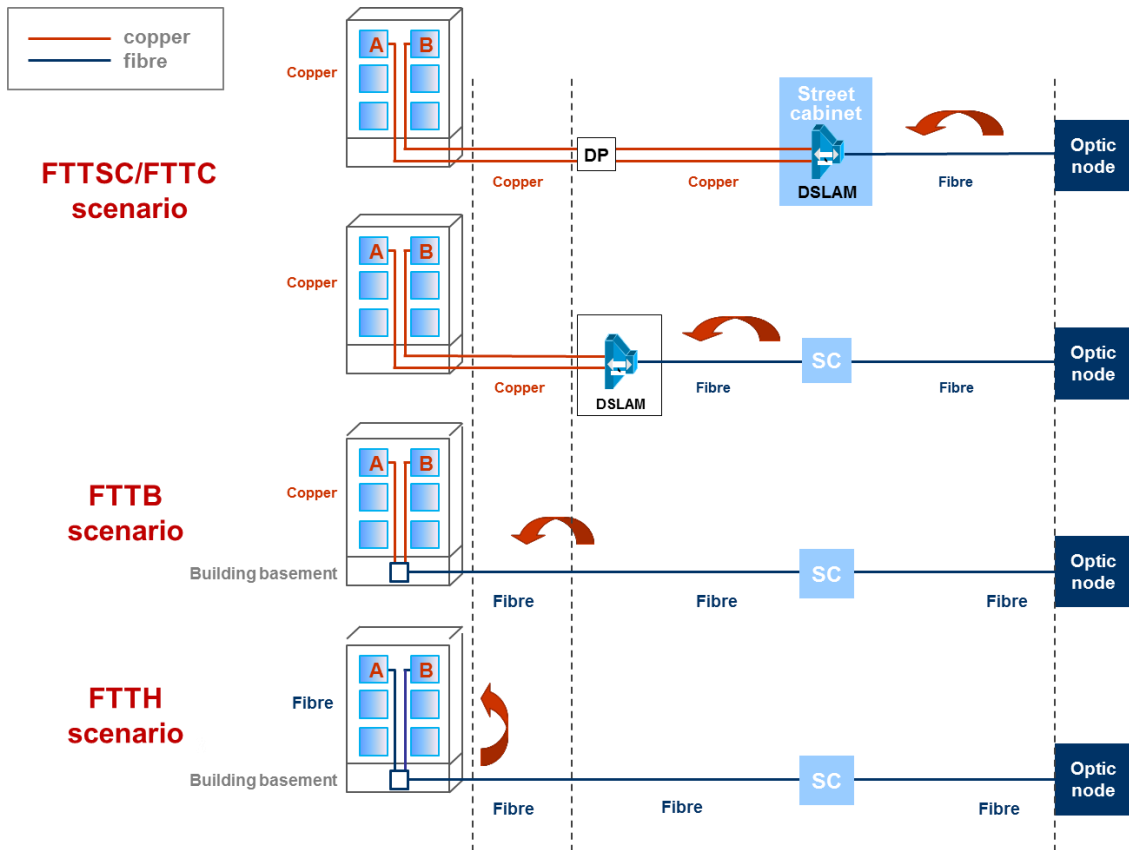 copper
fibre
FTTSC/FTTC
scenario
A B
Copper
Copper
DP
Copper
Street
cabinet
DSLAM
Fibre
Optic
node
A B
Copper
Copper
DSLAM
Fibre
SC
Fibre
Optic
node
FTTB
scenario
A B
Copper
Building basement
Fibre
Fibre
SC
Fibre
Optic
node
FTTH
scenario
A B
Fibre
Building basement
Fibre
Fibre
SC
Fibre
Optic
node